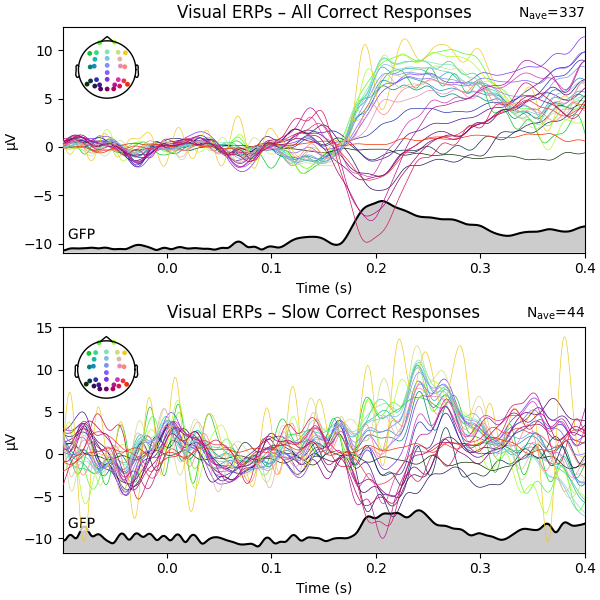 Visual ERPs – All Correct Responses
Nave=337
10
5
0
−5
−10
µV
GFP
0.0 0.1 0.2 0.3 0.4
Time (s)
Visual ERPs – Slow Correct Responses
Nave=44
15
10
5
0
−5
−10
µV
GFP
0.0 0.1 0.2 0.3 0.4
Time (s)